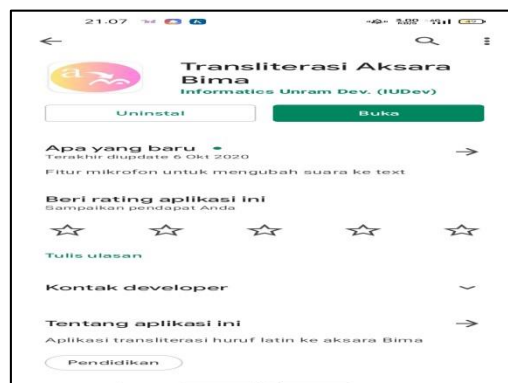 21.07
Transliterasi Aksara
Bima
Informatics Unram Dev. (IUDev)
Uninstal
Buka
Apa yang baru
Terakhir diupdate 6 Okt 2020
Fitur mikrofon untuk mengubah suara ke text
Beri rating aplikasi ini
Sampaikan pendapat Anda
Tulis ulasan
Kontak developer
Tentang aplikasi ini
Aplikasi transliterasi huruf latin ke aksara Bima
Pendidikan